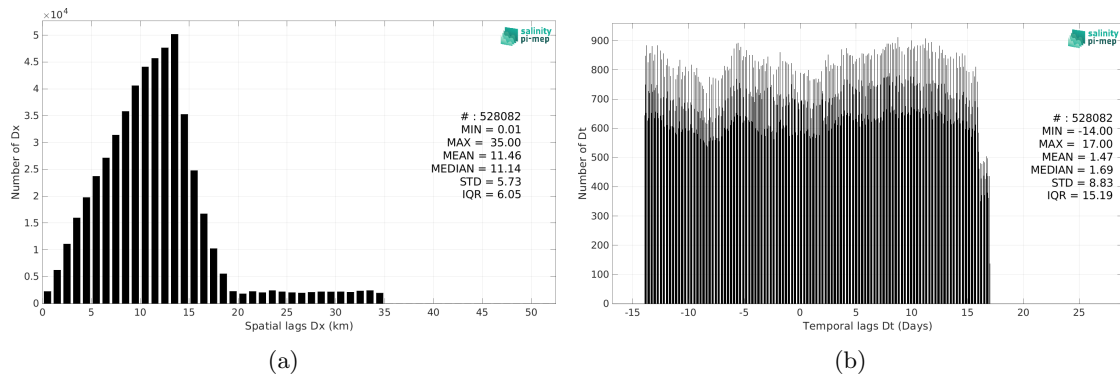 ×10⁴
5
4.5
4
3.5
3
2.5
2
1.5
1
0.5
0
Number of Dx
0 5 10 15 20 25 30 35 40 45 50
Spatial lags Dx (km)
salinity
pi-mep
# : 528082
MIN = 0.01
MAX = 35.00
MEAN = 11.46
MEDIAN = 11.14
STD = 5.73
IQR = 6.05
(a)
900
800
700
600
500
400
300
200
100
0
Number of Dt
-15 -10 -5 0 5 10 15 20 25
Temporal lags Dt (Days)
salinity
pi-mep
# : 528082
MIN = -14.00
MAX = 17.00
MEAN = 1.47
MEDIAN = 1.69
STD = 8.83
IQR = 15.19
(b)